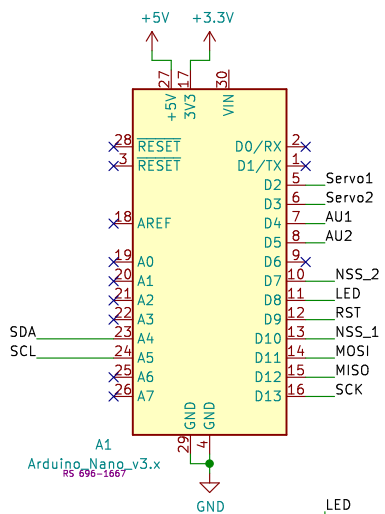 +5V
+3.3V
27
17
30
+5V
3V3
VIN
28
RESET
D0/RX
2
3
RESET
D1/TX
1
D2
5
Servo1
D3
6
Servo2
18
AREF
D4
7
AU1
D5
8
AU2
19
A0
D6
9
20
A1
D7
10
NSS_2
21
A2
D8
11
LED
22
A3
D9
12
RST
SDA
23
A4
D10
13
NSS_1
SCL
24
A5
D11
14
MOSI
25
A6
D12
15
MISO
26
A7
D13
16
SCK
GND
GND
29
4
A1
Arduino_Nano_v3.x
RS 696-1667
GND
LED